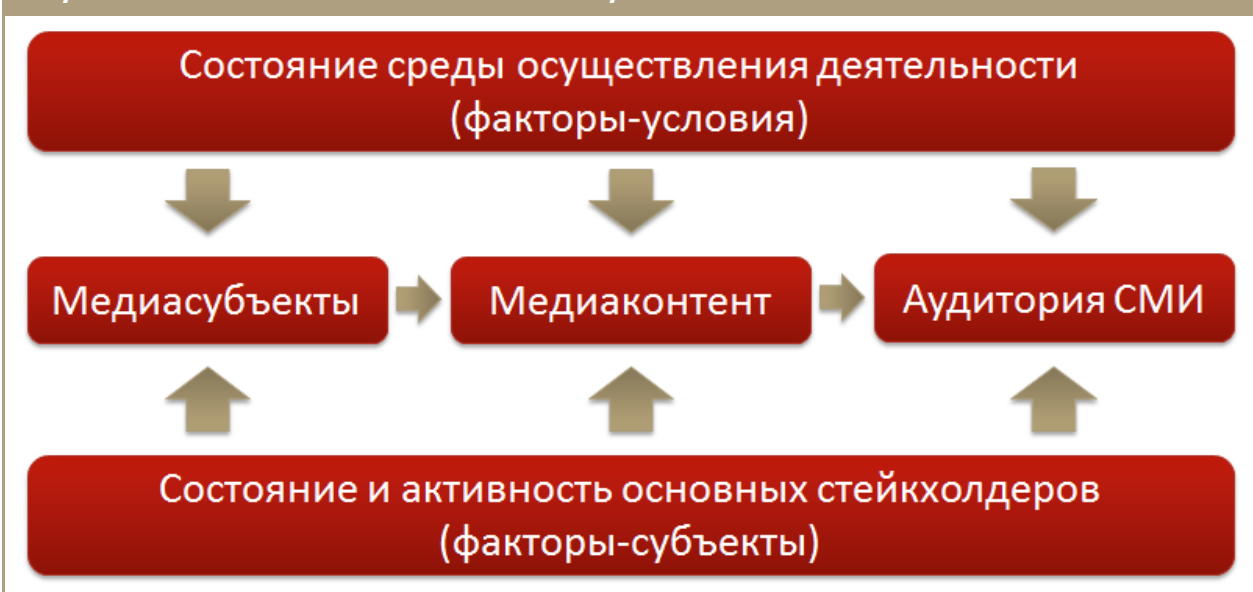 Состояние среды осуществления деятельности
(факторы-условия)
Медиасубъекты
Медиаконтент
Аудитория СМИ
Состояние и активность основных стейкхолдеров
(факторы-субъекты)